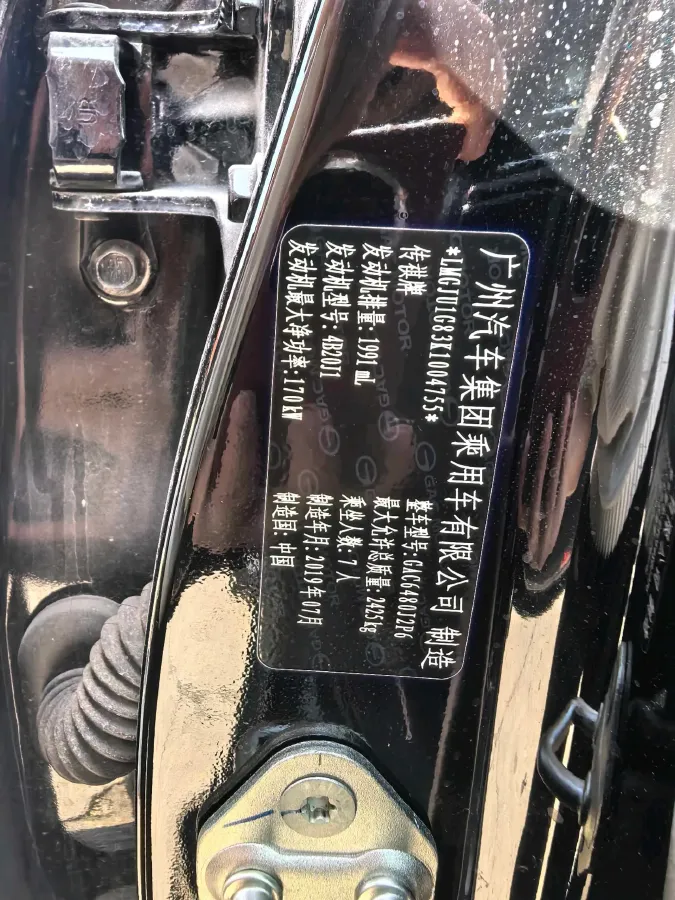 广州汽车集团乘用车有限公司 制造
*LMGJU1G83K1004755*
传祺牌 整车型号:GAC6480J2P6
发动机排量:1991 mL 最大允许总质量:2425kg
发动机型号:4B20J1 乘坐人数:7人
发动机最大净功率:170kW 制造年月:2019年07月
制造国:中国
UP